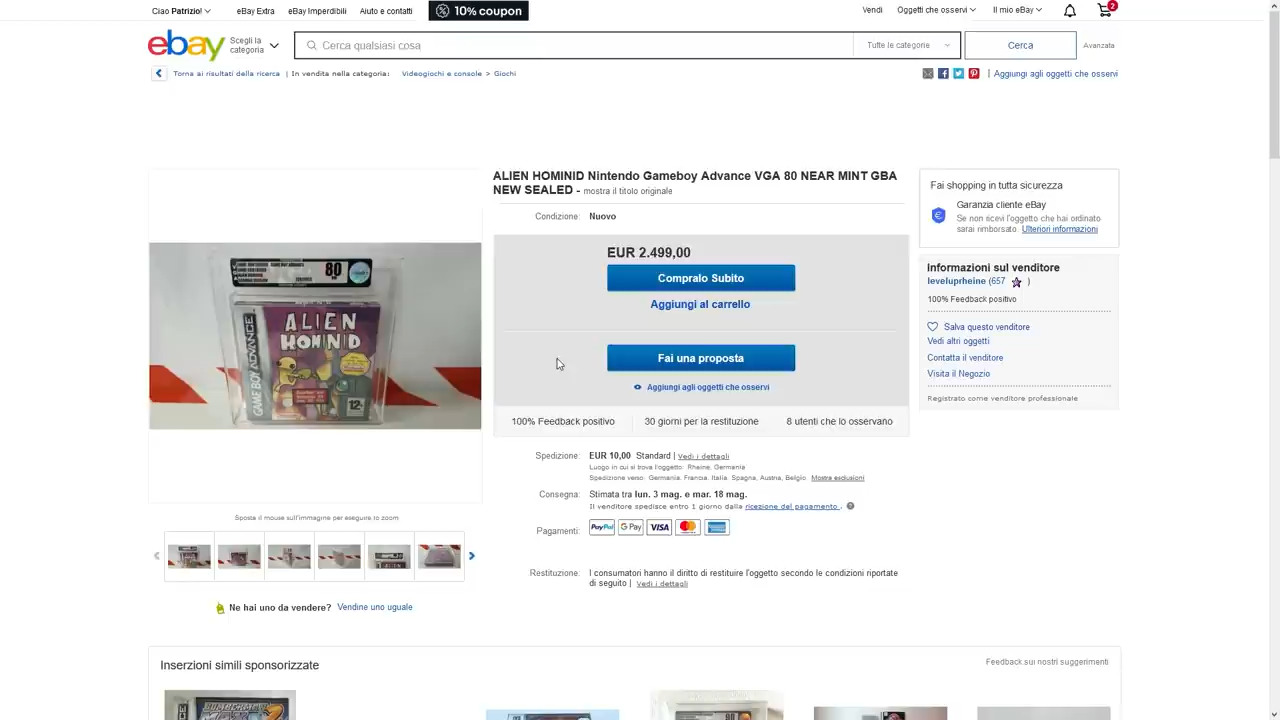 Ciao Patrizio! eBay Extra eBay Imperdibili Aiuto e contatti 10% coupon Vendi Oggetti che osservi Il mio eBay 2
ebay Scegli la categoria Cerca qualsiasi cosa Tutte le categorie Cerca Avanzata
Torna ai risultati della ricerca | In vendita nella categoria: Videogiochi e console > Giochi | Aggiungi agli oggetti che osservi
ALIEN HOMINID Nintendo Gameboy Advance VGA 80 NEAR MINT GBA
NEW SEALED - mostra il titolo originale
Condizione: Nuovo
EUR 2.499,00
Compralo Subito
Aggiungi al carrello
Fai una proposta
Aggiungi agli oggetti che osservi
100% Feedback positivo 30 giorni per la restituzione 8 utenti che lo osservano
Fai shopping in tutta sicurezza
Garanzia cliente eBay
Se non ricevi l'oggetto che hai ordinato
sarai rimborsato. Ulteriori informazioni
Informazioni sul venditore
leveluprheine (657 )
100% Feedback positivo
Salva questo venditore
Vedi altri oggetti
Contatta il venditore
Visita il Negozio
Registrato come venditore professionale
80
ALIEN
HOMINID
GAME BOY ADVANCE
12+
Sposta il mouse sull'immagine per eseguire lo zoom
Ne hai uno da vendere? Vendine uno uguale
Spedizione: EUR 10,00 Standard | Vedi i dettagli
Luogo in cui si trova l'oggetto: Rheine, Germania
Spedizione verso: Germania, Francia, Italia, Spagna, Austria, Belgio Mostra esclusioni
Consegna: Stimata tra lun. 3 mag. e mar. 18 mag.
Il venditore spedisce entro 1 giorno dalla ricezione del pagamento .
Pagamenti: PayPal G Pay VISA
Restituzione: I consumatori hanno il diritto di restituire l'oggetto secondo le condizioni riportate
di seguito | Vedi i dettagli
Inserzioni simili sponsorizzate Feedback sui nostri suggerimenti